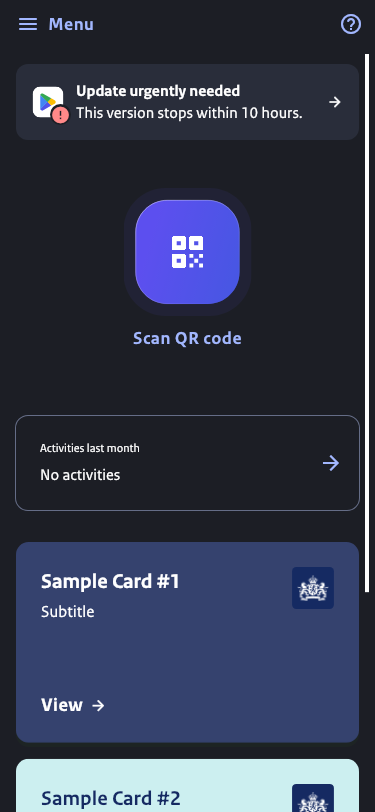 Menu
Update urgently needed
This version stops within 10 hours.
Scan QR code
Activities last month
No activities
Sample Card #1
Subtitle
View
Sample Card #2